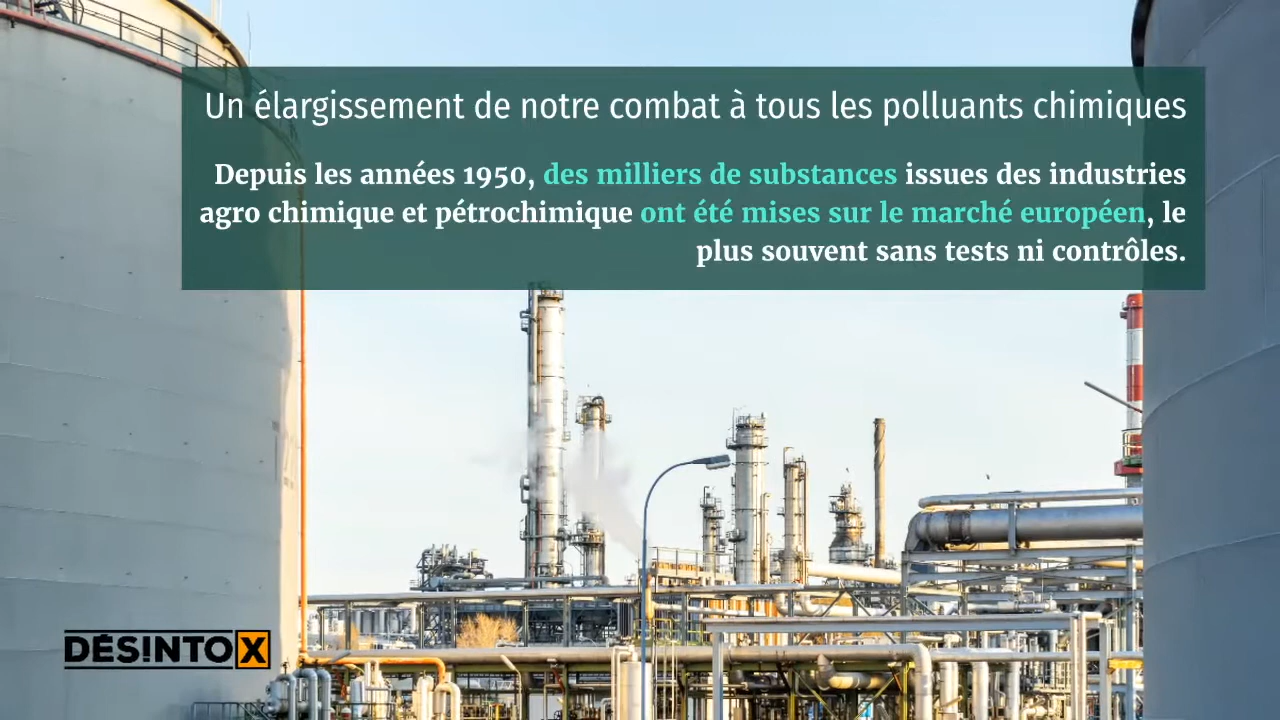 Un élargissement de notre combat à tous les polluants chimiques
Depuis les années 1950, des milliers de substances issues des industries
agro chimique et pétrochimique ont été mises sur le marché européen, le
plus souvent sans tests ni contrôles.
DÉS!NTOX